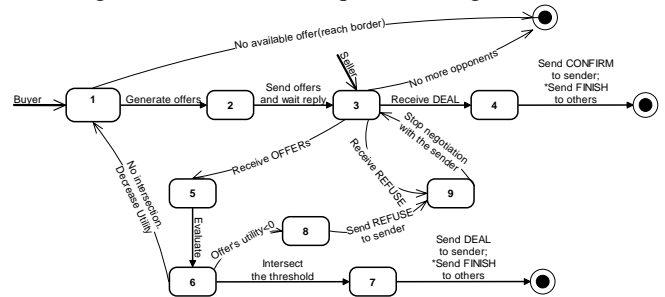 No available offer(reach border)
Seller
No more opponents
Send CONFIRM
to sender;
*Send FINISH
to others
Buyer
1
Generate offers
2
Send offers
and wait reply
3
Receive DEAL
4
Stop negotiation
with the sender
Receive OFFERs
Receive REFUSE
No intersection,
Decrease Utility
5
9
Evaluate
Offer's utility<0
8
Send REFUSE
to sender
Send DEAL
to sender;
*Send FINISH
to others
6
Intersect
the threshold
7